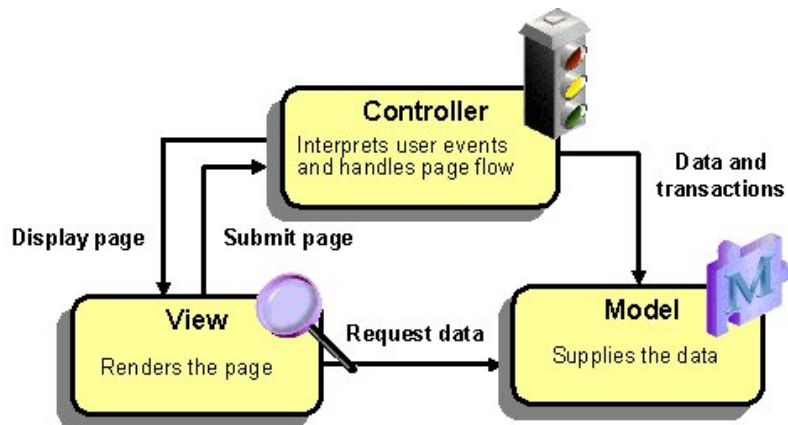 Controller
Interprets user events
and handles page flow
Data and
transactions
Display page
Submit page
View
Renders the page
Request data
Model
Supplies the data
M